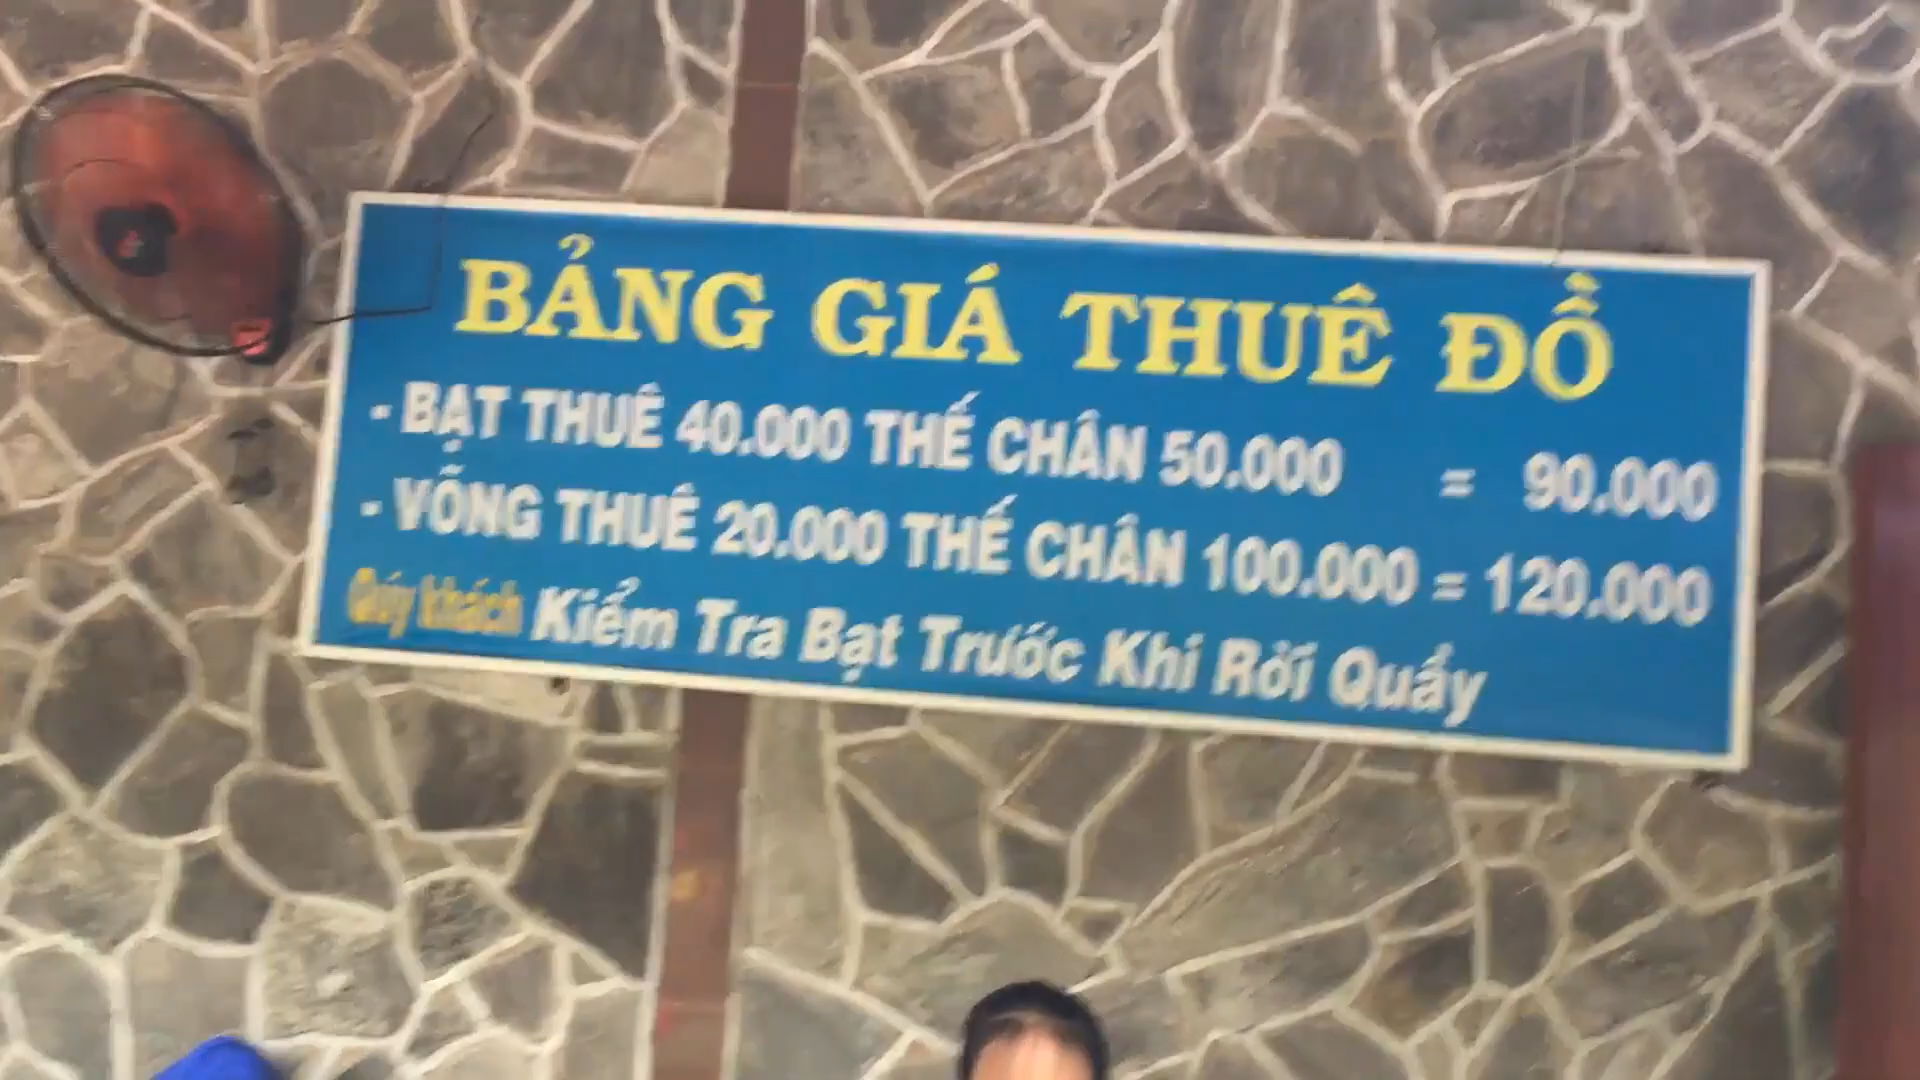 BẢNG GIÁ THUÊ ĐỒ
- BẠT THUÊ 40.000 THẾ CHÂN 50.000 = 90.000
- VÕNG THUÊ 20.000 THẾ CHÂN 100.000 = 120.000
Qúy khách Kiểm Tra Bạt Trước Khi Rời Quầy